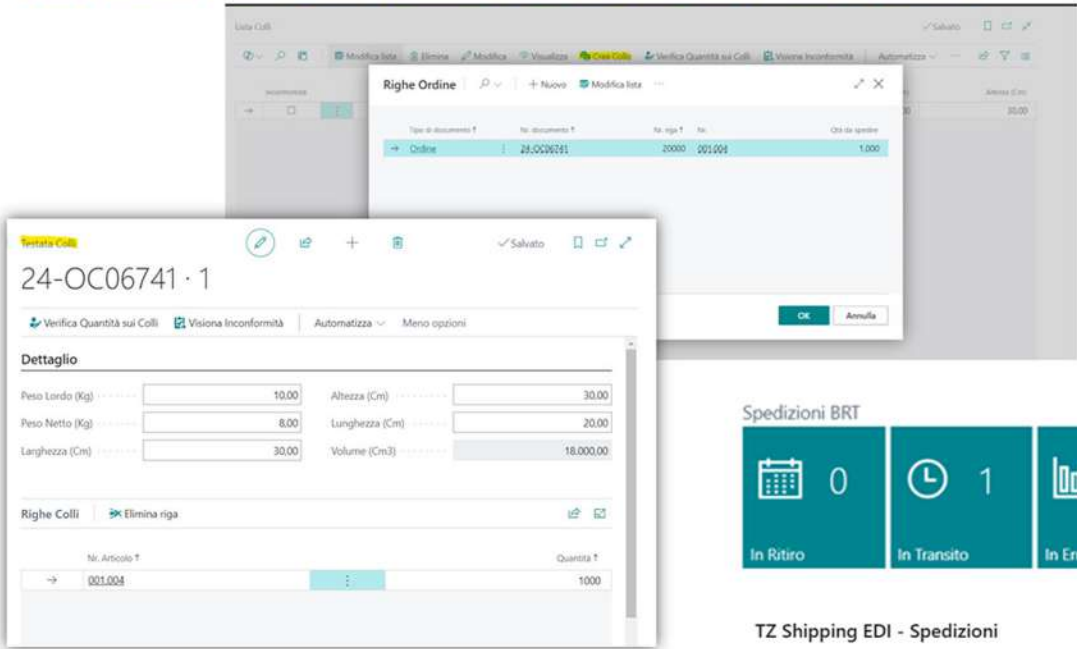 Lista Colli
Salvato
Modifica lista Elimina Modifica Visualizza Crea Collo Verifica Quantità sui Colli Visiona Inconformità Automatizza
Inconformità
Altezza (Cm)
30,00
Righe Ordine + Nuovo Modifica lista ...
Tipo di documento ↑ Nr. documento ↑ Nr. riga ↑ Nr. Qtà da spedire
→ Ordine 24-OC06741 20000 001.004 1.000
OK Annulla
Testata Colli
Salvato
24-OC06741 · 1
Verifica Quantità sui Colli Visiona Inconformità Automatizza Meno opzioni
Dettaglio
Peso Lordo (Kg) 10,00 Altezza (Cm) 30,00
Peso Netto (Kg) 8,00 Lunghezza (Cm) 20,00
Larghezza (Cm) 30,00 Volume (Cm3) 18.000,00
Righe Colli Elimina riga
Nr. Articolo ↑ Quantità ↑
→ 001.004 1000
Spedizioni BRT
0 1
In Ritiro In Transito
TZ Shipping EDI - Spedizioni